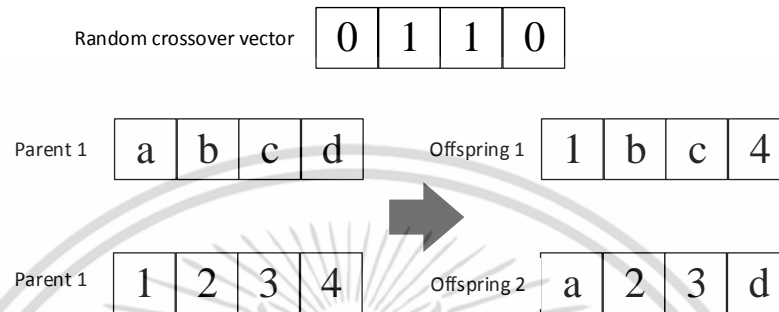 Random crossover vector 0 1 1 0
Parent 1 a b c d Offspring 1 1 b c 4
Parent 1 1 2 3 4 Offspring 2 a 2 3 d